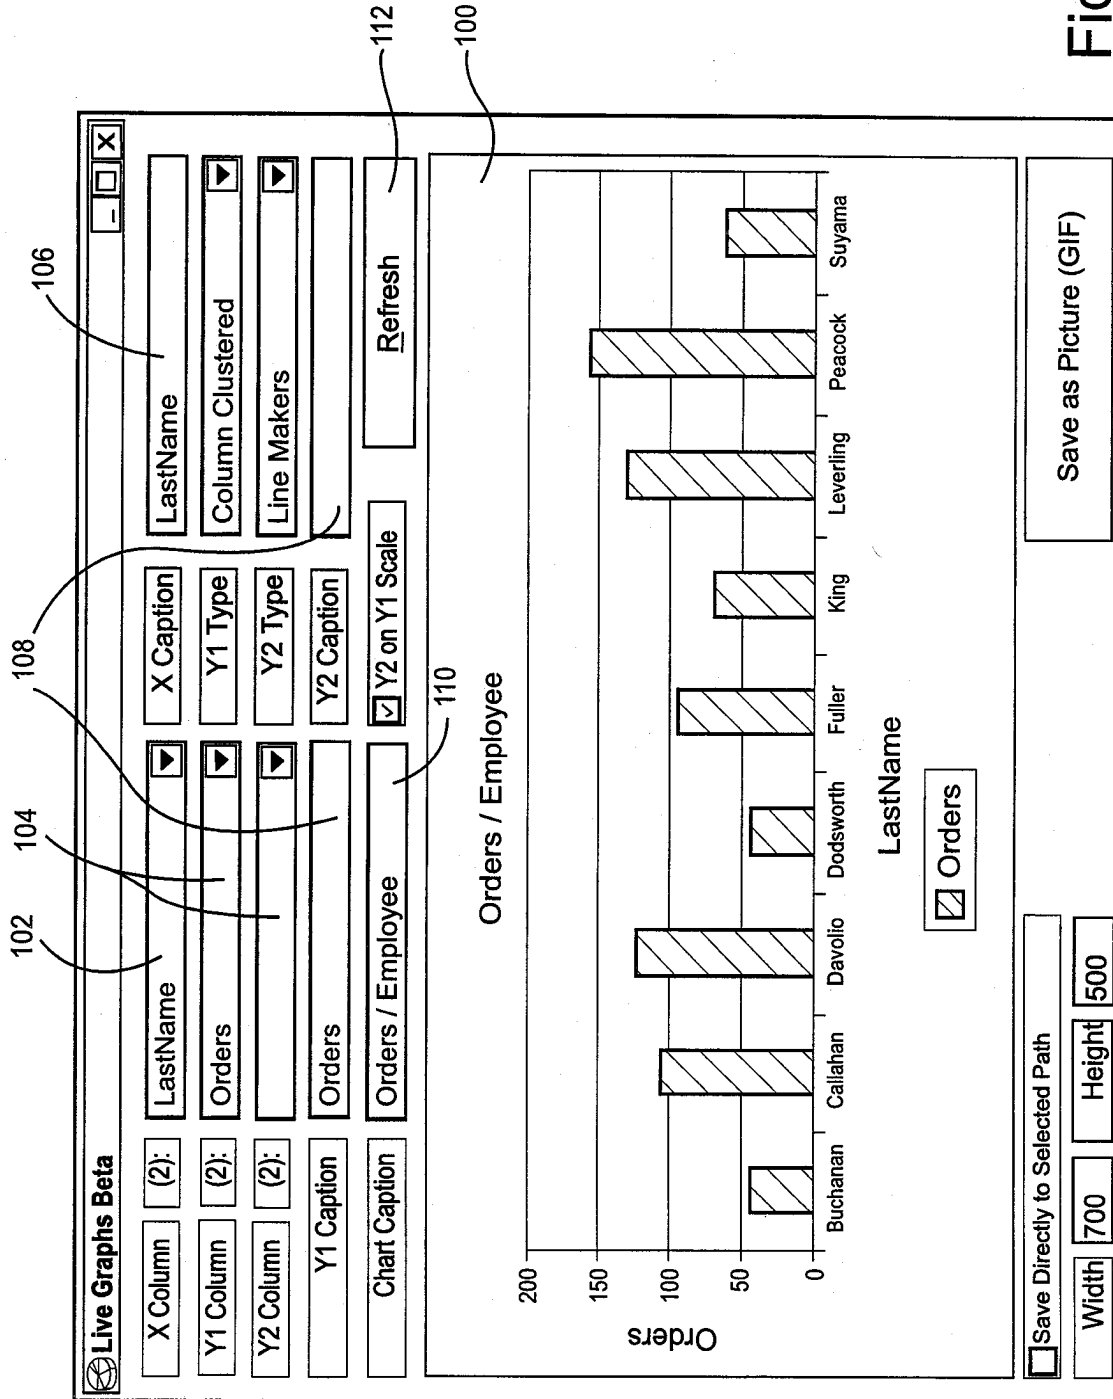 Live Graphs Beta
102
104
108
106
X Column (2): LastName X Caption LastName
Y1 Column (2): Orders Y1 Type Column Clustered
Y2 Column (2): Y2 Type Line Makers
Y1 Caption Orders Y2 Caption
Chart Caption Orders / Employee Y2 on Y1 Scale Refresh
110
112
100
Orders / Employee
Orders
200
150
100
50
0
Buchanan Callahan Davolio Dodsworth Fuller King Leverling Peacock Suyama
LastName
Orders
Save Directly to Selected Path
Width 700 Height 500
Save as Picture (GIF)